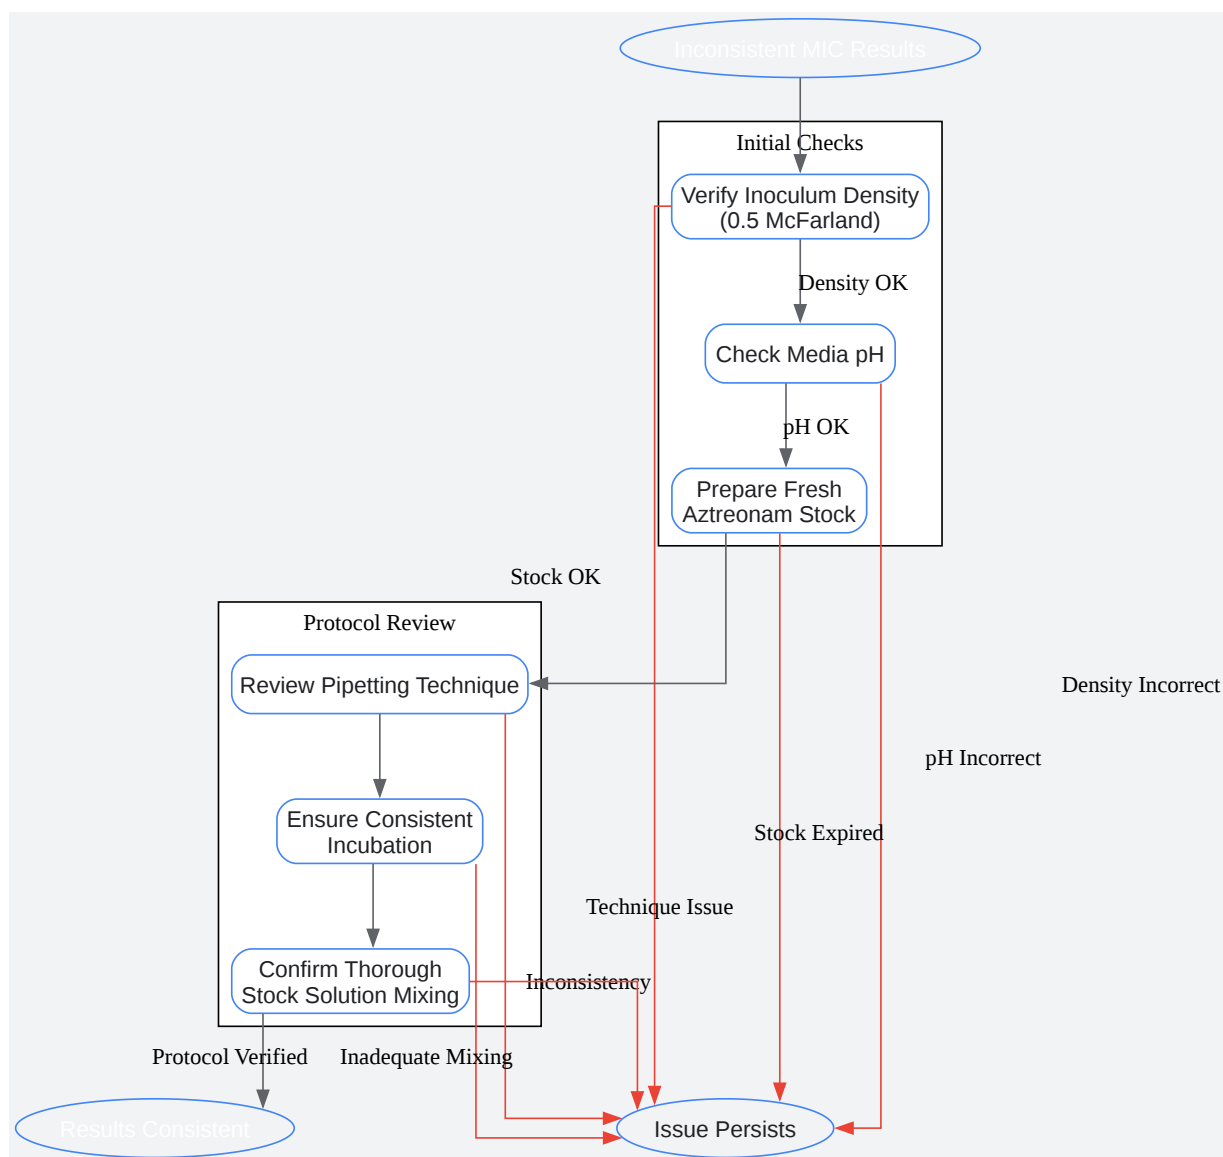 Inconsistent MIC Results
Initial Checks
Verify Inoculum Density
(0.5 McFarland)
Density OK
Check Media pH
pH OK
Prepare Fresh
Aztreonam Stock
Stock OK
Protocol Review
Review Pipetting Technique
Density Incorrect
pH Incorrect
Ensure Consistent
Incubation
Stock Expired
Technique Issue
Confirm Thorough
Stock Solution Mixing
Inconsistency
Protocol Verified
Inadequate Mixing
Results Consistent
Issue Persists